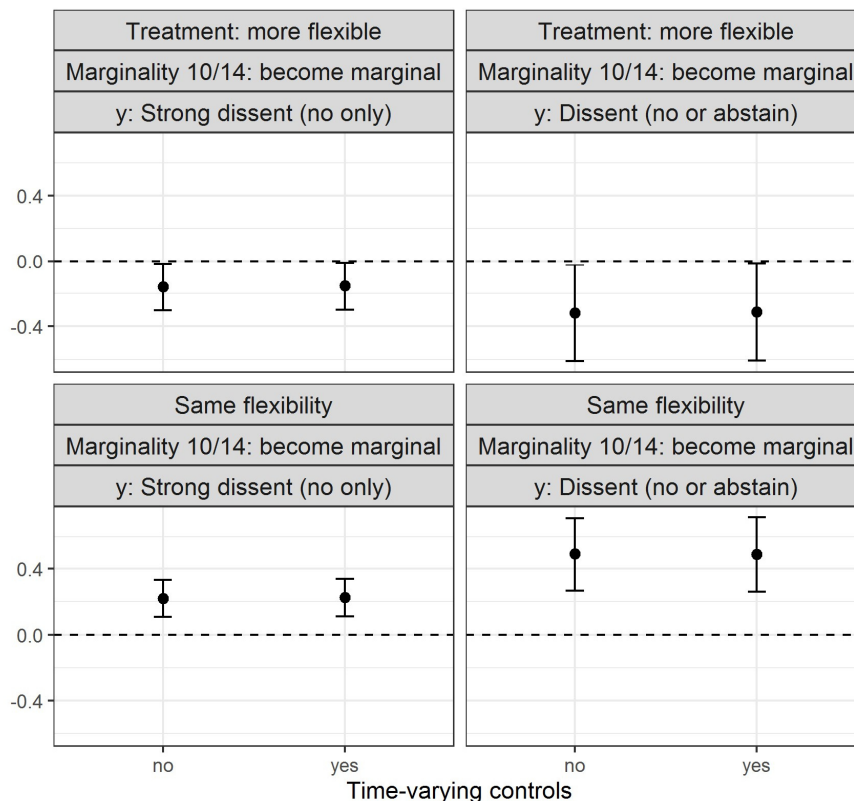 Treatment: more flexible
Marginality 10/14: become marginal
y: Strong dissent (no only)
Treatment: more flexible
Marginality 10/14: become marginal
y: Dissent (no or abstain)
0.4
0.0
-0.4
Same flexibility
Marginality 10/14: become marginal
y: Strong dissent (no only)
Same flexibility
Marginality 10/14: become marginal
y: Dissent (no or abstain)
0.4
0.0
-0.4
no yes no yes
Time-varying controls